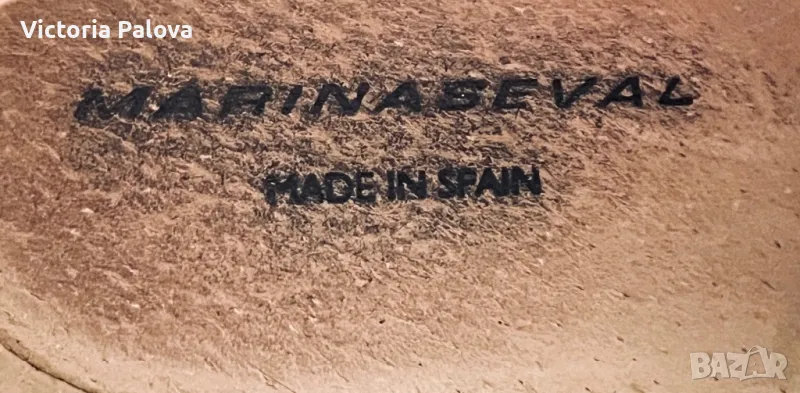 Victoria Palova
MARINASEVAL
MADE IN SPAIN
BAZAR